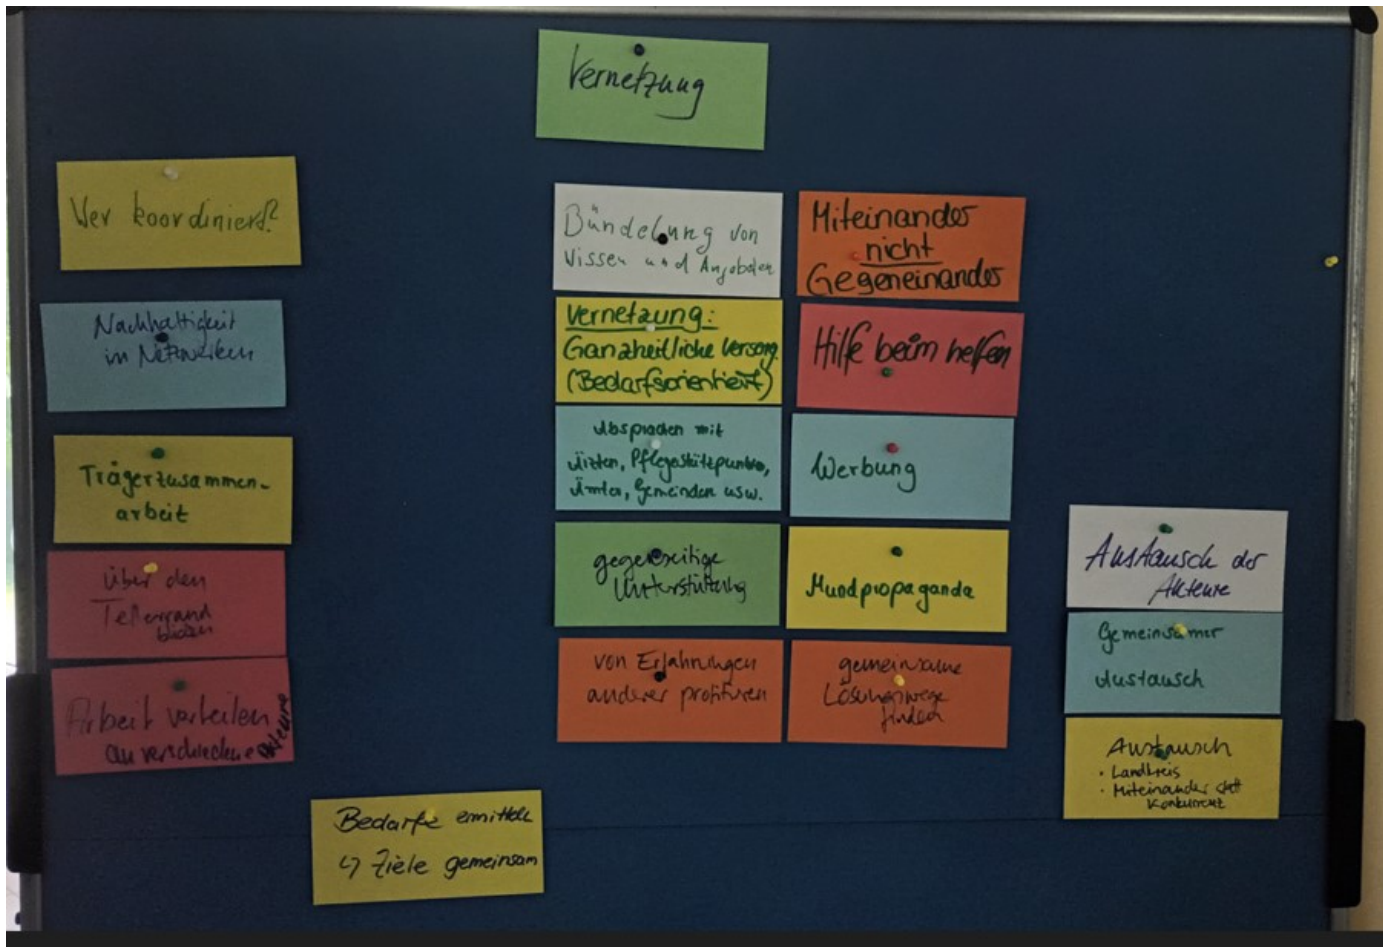 Vernetzung
Wer koordiniert?
Nachhaltigkeit
in Netzwerken
Trägerzusammen-
arbeit
Über den
Tellerrand
blicken
Arbeit verteilen
an verschiedene Akteure
Bedarfe ermitteln
↳ Ziele gemeinsam
Bündelung von
Wissen und Angeboten
Vernetzung:
Ganzheitliche Versorg.
(Bedarfsorientiert)
Absprachen mit
Ärzten, Pflegestützpunkte,
Ämter, Gemeinden usw.
gegenseitige
Unterstützung
von Erfahrungen
anderer profitieren
Miteinander
nicht
Gegeneinander
Hilfe beim helfen
Werbung
Mundpropaganda
gemeinsame
Lösungswege
finden
Austausch der
Akteure
Gemeinsamer
Austausch
Austausch
• Landkreis
• Miteinander statt
Konkurrenz